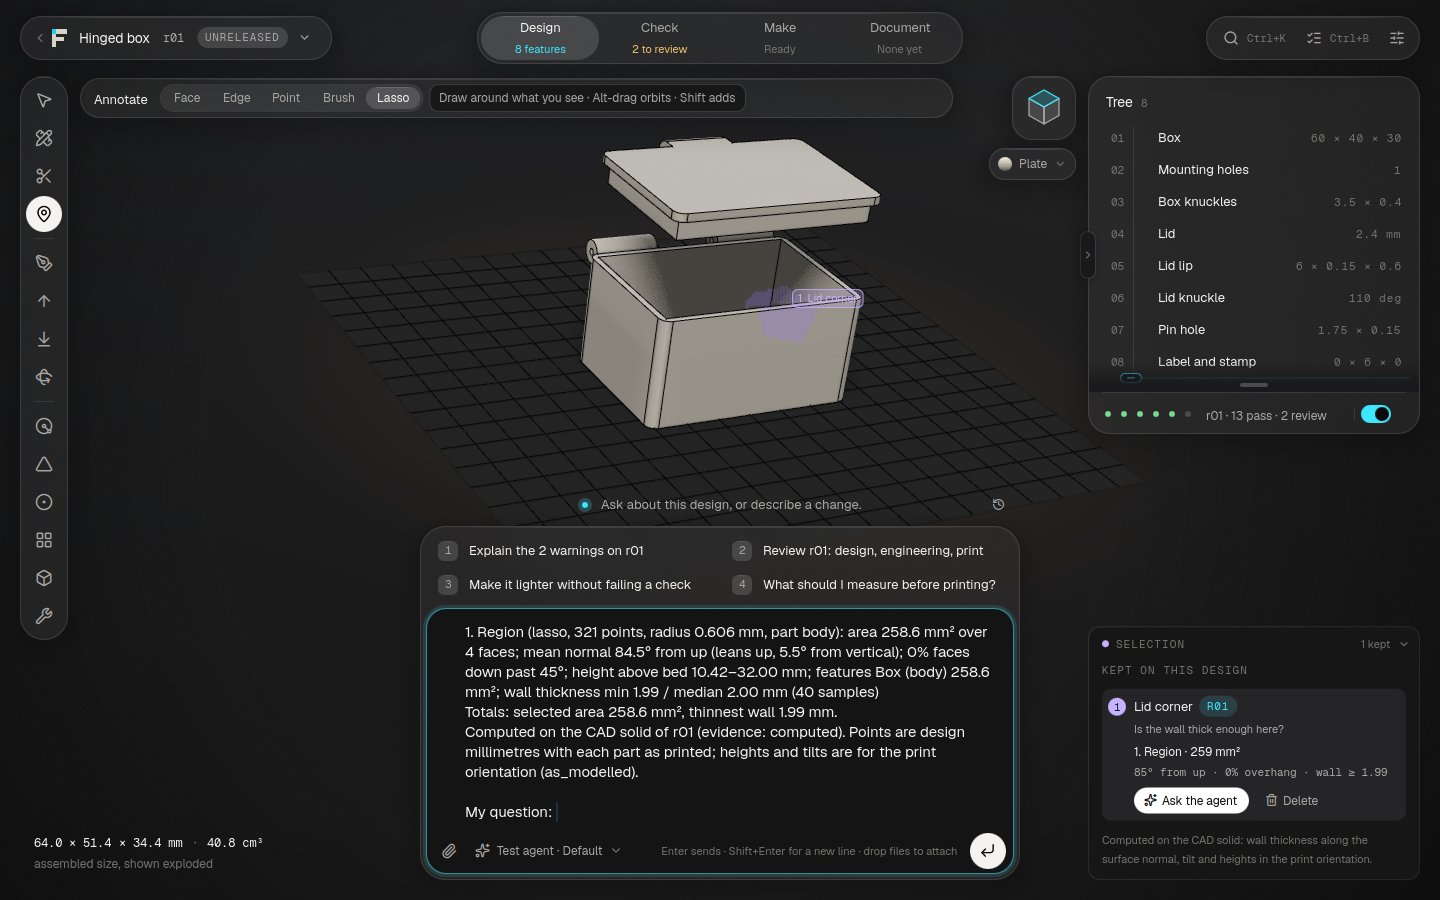 Hinged box r01 UNRELEASED
Design
8 features
Check
2 to review
Make
Ready
Document
None yet
Ctrl+K
Ctrl+B
Annotate Face Edge Point Brush Lasso Draw around what you see · Alt-drag orbits · Shift adds
Plate
Tree 8
01 Box 60 × 40 × 30
02 Mounting holes 1
03 Box knuckles 3.5 × 0.4
04 Lid 2.4 mm
05 Lid lip 6 × 0.15 × 0.6
06 Lid knuckle 110 deg
07 Pin hole 1.75 × 0.15
08 Label and stamp 0 × 6 × 0
r01 · 13 pass · 2 review
1. Lid corner
Ask about this design, or describe a change.
1 Explain the 2 warnings on r01
2 Review r01: design, engineering, print
3 Make it lighter without failing a check
4 What should I measure before printing?
1. Region (lasso, 321 points, radius 0.606 mm, part body): area 258.6 mm² over
4 faces; mean normal 84.5° from up (leans up, 5.5° from vertical); 0% faces
down past 45°; height above bed 10.42–32.00 mm; features Box (body) 258.6
mm²; wall thickness min 1.99 / median 2.00 mm (40 samples)
Totals: selected area 258.6 mm², thinnest wall 1.99 mm.
Computed on the CAD solid of r01 (evidence: computed). Points are design
millimetres with each part as printed; heights and tilts are for the print
orientation (as_modelled).
My question:
Test agent · Default
Enter sends · Shift+Enter for a new line · drop files to attach
SELECTION 1 kept
KEPT ON THIS DESIGN
1 Lid corner R01
Is the wall thick enough here?
1. Region · 259 mm²
85° from up · 0% overhang · wall ≥ 1.99
Ask the agent Delete
Computed on the CAD solid: wall thickness along the
surface normal, tilt and heights in the print orientation.
64.0 × 51.4 × 34.4 mm · 40.8 cm³
assembled size, shown exploded